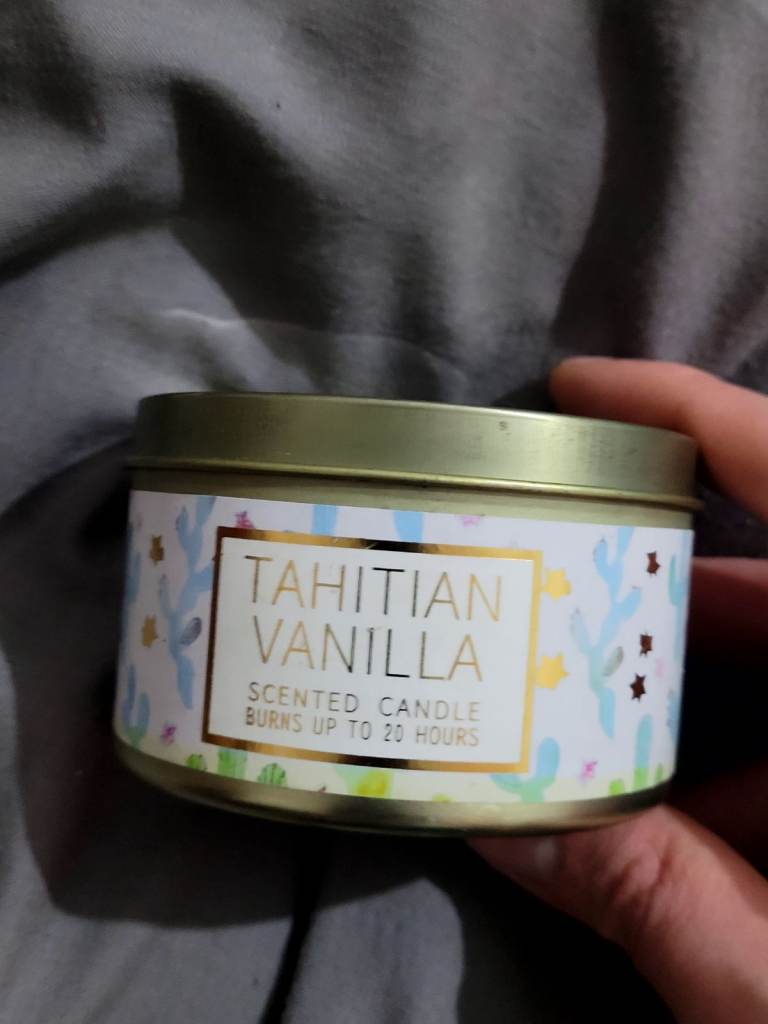 TAHITIAN
VANILLA
SCENTED CANDLE
BURNS UP TO 20 HOURS